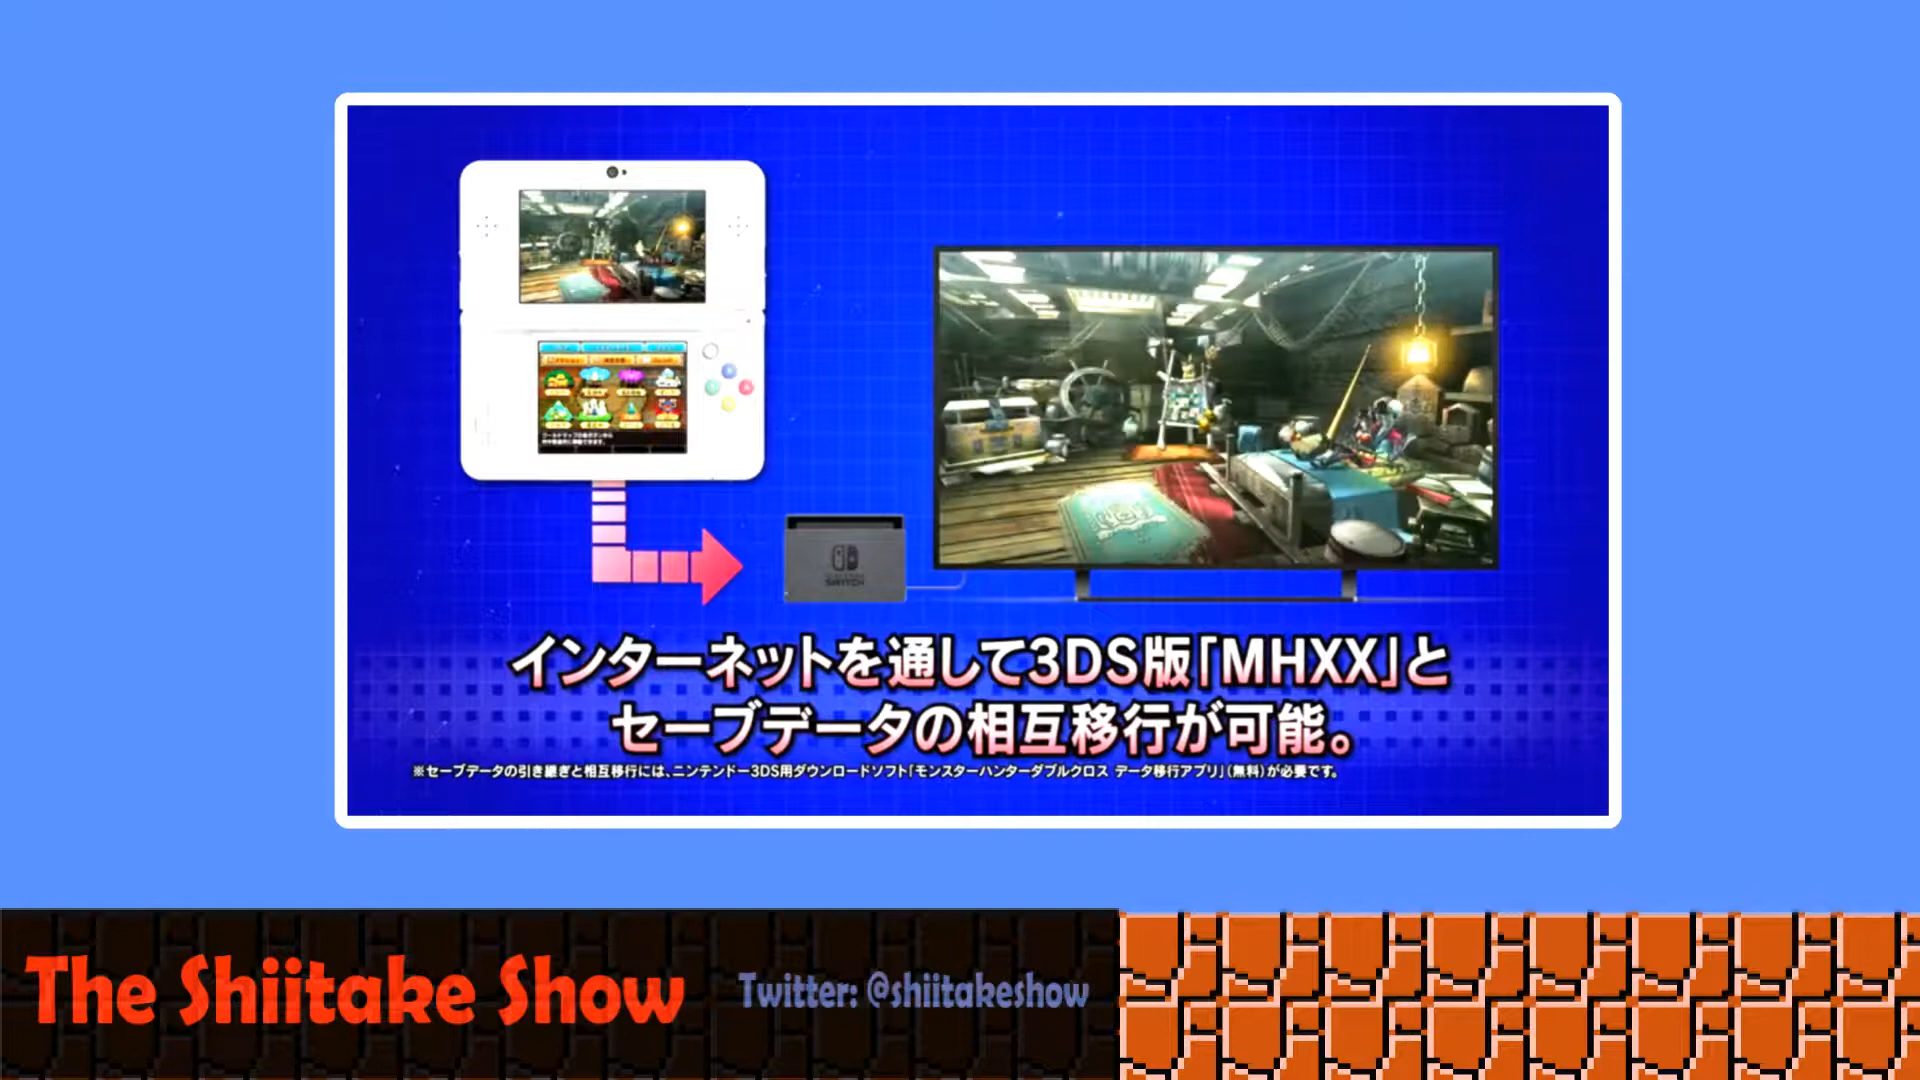 SWITCH
インターネットを通して3DS版「MHXX」と
セーブデータの相互移行が可能。
※セーブデータの引き継ぎと相互移行には、ニンテンドー3DS用ダウンロードソフト「モンスターハンターダブルクロス データ移行アプリ」(無料)が必要です。
The Shiitake Show
Twitter: @shiitakeshow